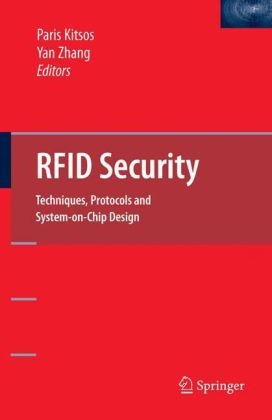 Paris Kitsos
Yan Zhang
Editors
RFID Security
Techniques, Protocols and
System-on-Chip Design
Springer